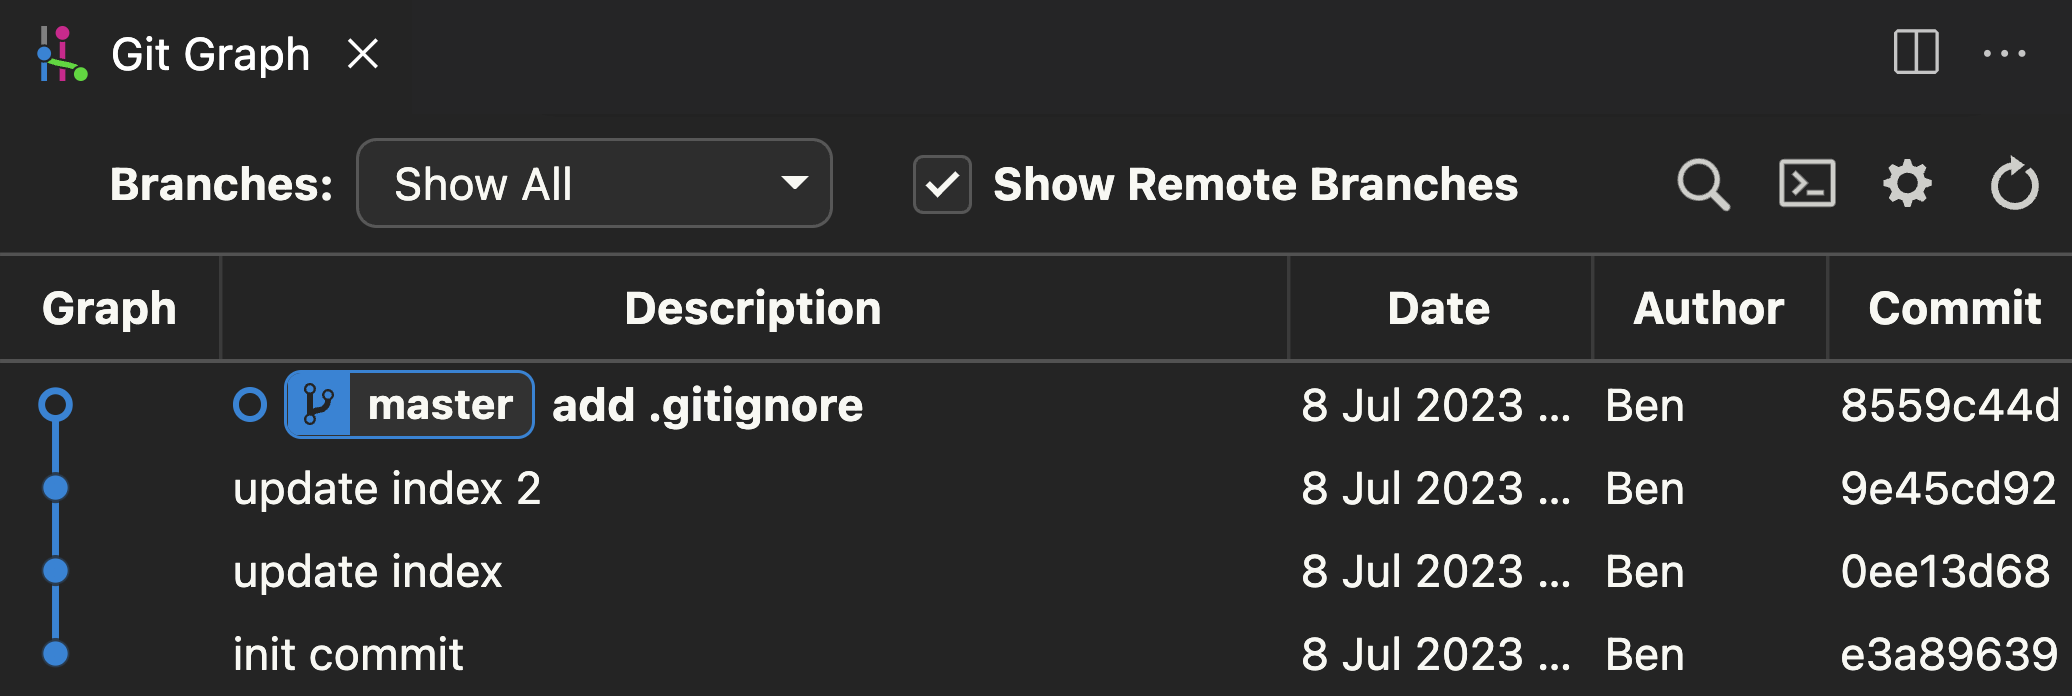 Git Graph
Branches: Show All Show Remote Branches
Graph Description Date Author Commit
master add .gitignore 8 Jul 2023 ... Ben 8559c44d
update index 2 8 Jul 2023 ... Ben 9e45cd92
update index 8 Jul 2023 ... Ben 0ee13d68
init commit 8 Jul 2023 ... Ben e3a89639